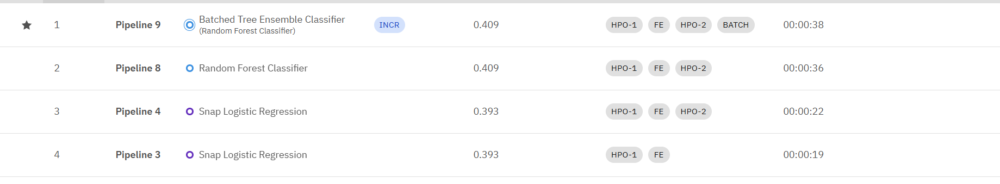 1 Pipeline 9 Batched Tree Ensemble Classifier INCR 0.409 HPO-1 FE HPO-2 BATCH 00:00:38
(Random Forest Classifier)
2 Pipeline 8 Random Forest Classifier 0.409 HPO-1 FE HPO-2 00:00:36
3 Pipeline 4 Snap Logistic Regression 0.393 HPO-1 FE HPO-2 00:00:22
4 Pipeline 3 Snap Logistic Regression 0.393 HPO-1 FE 00:00:19